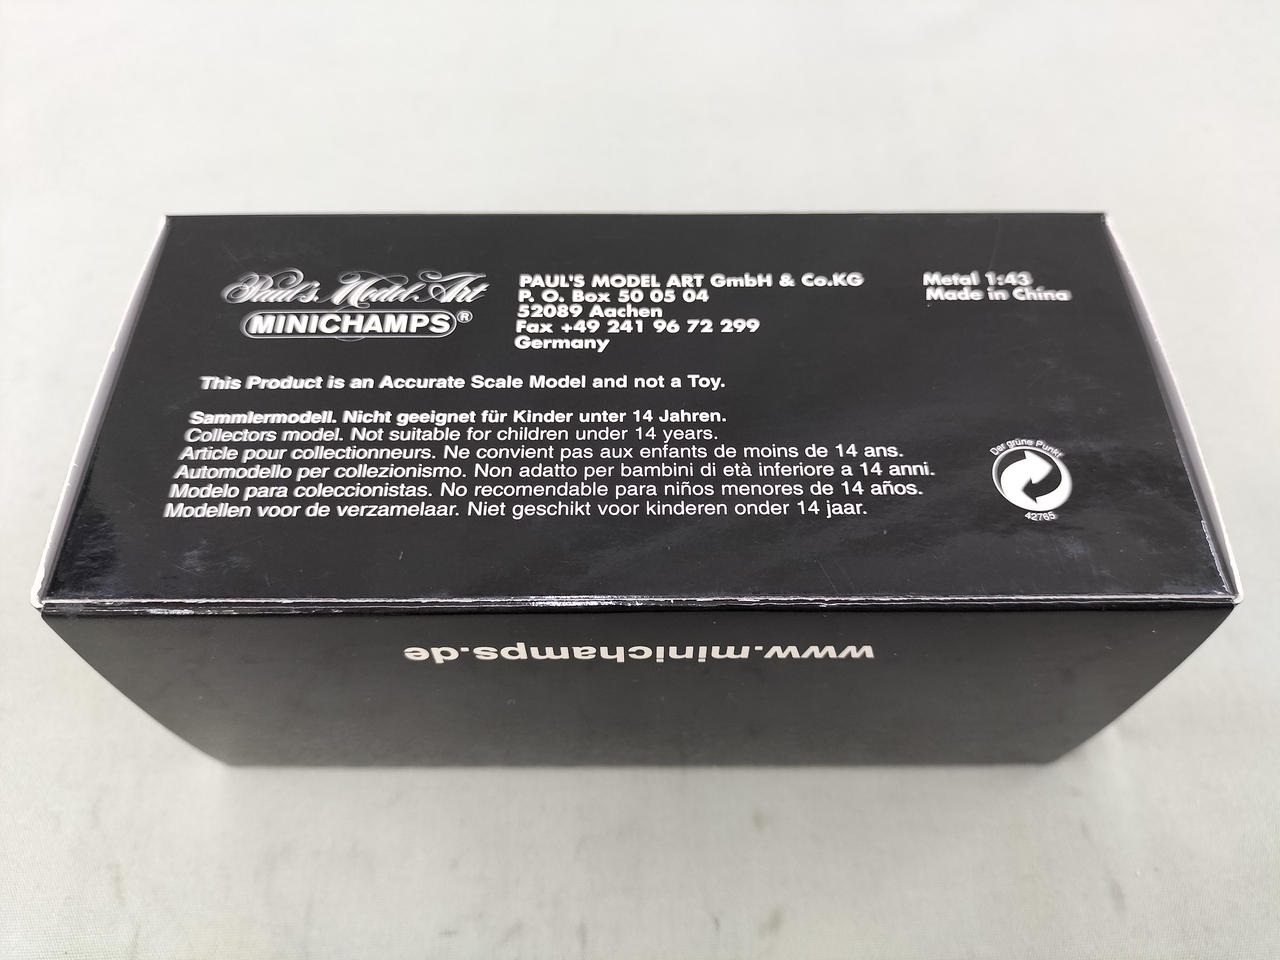 Paul's Model Art
MINICHAMPS®
PAUL'S MODEL ART GmbH & Co.KG
P. O. Box 50 05 04
52089 Aachen
Fax +49 241 96 72 299
Germany
Metal 1:43
Made in China
This Product is an Accurate Scale Model and not a Toy.
Sammlermodell. Nicht geeignet für Kinder unter 14 Jahren.
Collectors model. Not suitable for children under 14 years.
Article pour collectionneurs. Ne convient pas aux enfants de moins de 14 ans.
Automodello per collezionismo. Non adatto per bambini di età inferiore a 14 anni.
Modelo para coleccionistas. No recomendable para niños menores de 14 años.
Modellen voor de verzamelaar. Niet geschikt voor kinderen onder 14 jaar.
Der grüne Punkt
42765
www.minichamps.de